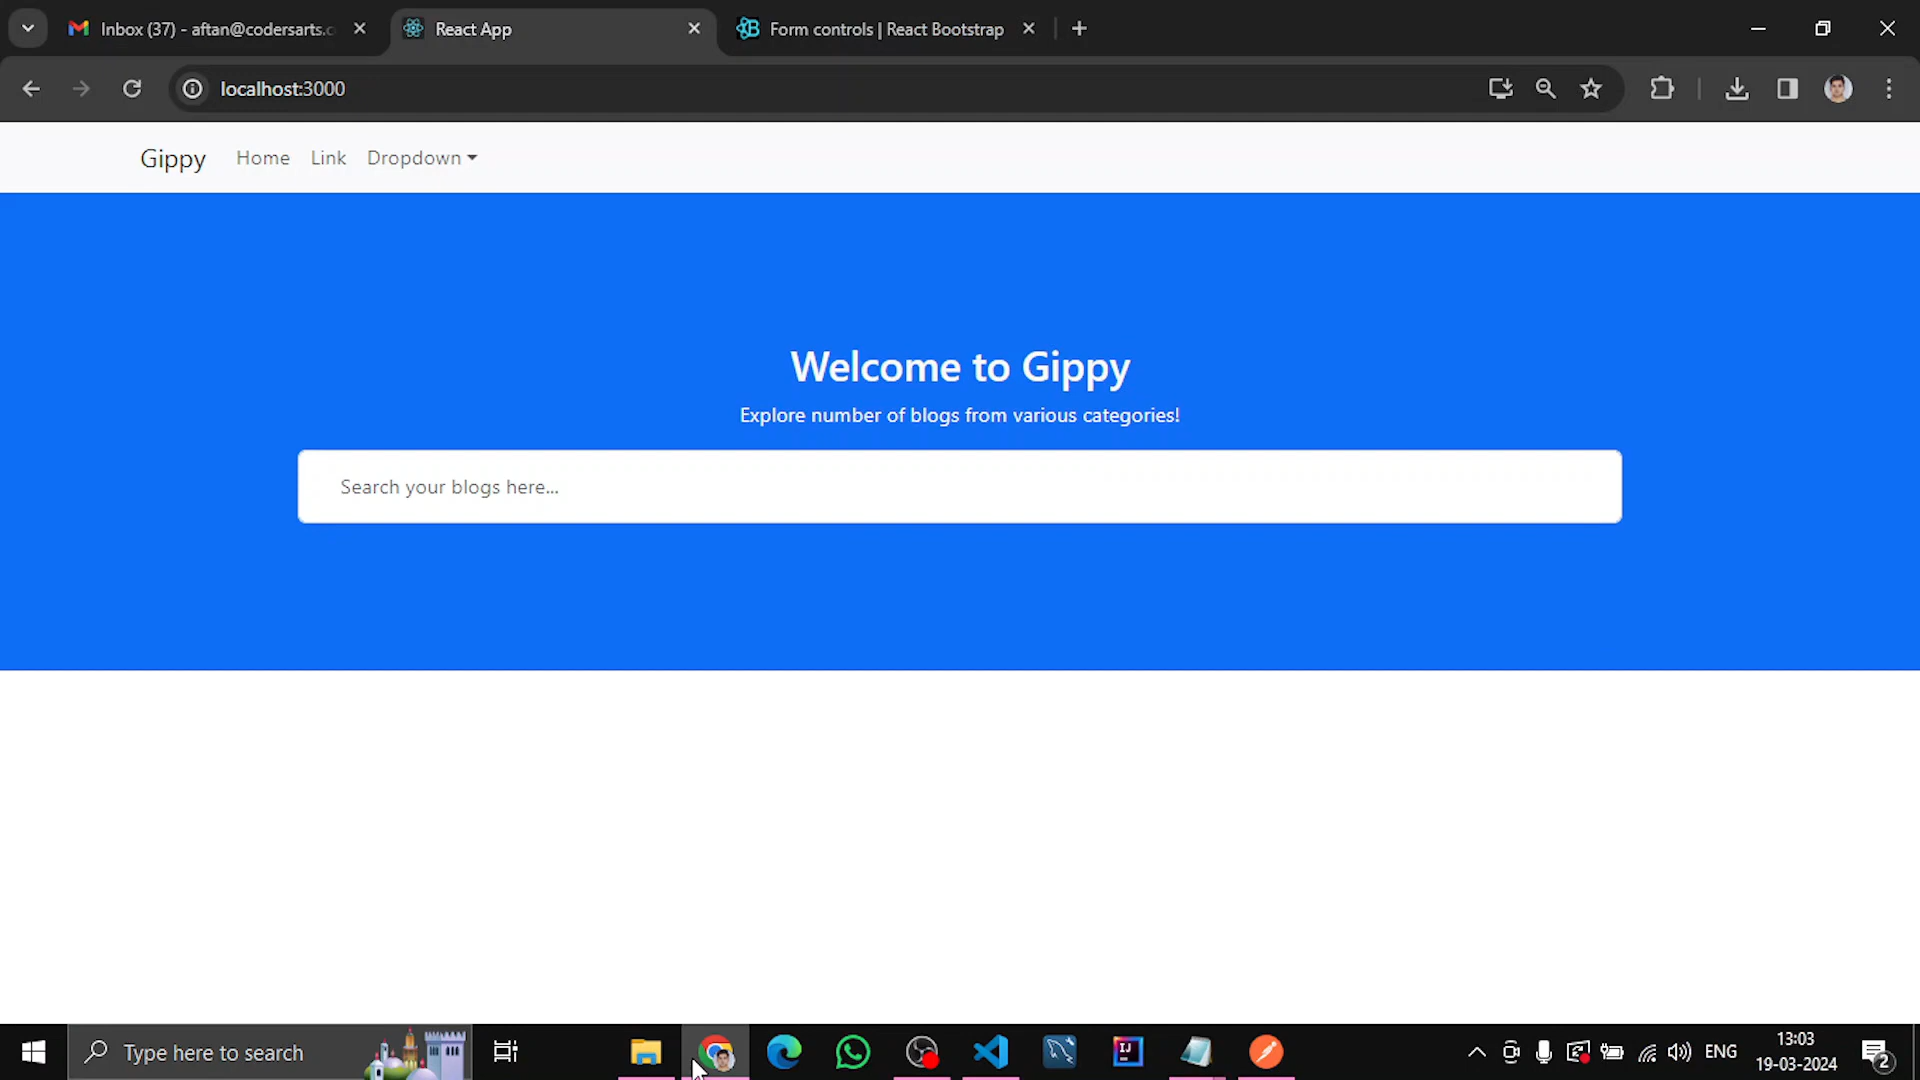 Inbox (37) - aftan@codersarts.c
React App
Form controls | React Bootstrap
localhost:3000
Gippy
Home
Link
Dropdown
Welcome to Gippy
Explore number of blogs from various categories!
Search your blogs here...
Type here to search
IJ
ENG
13:03
19-03-2024
2